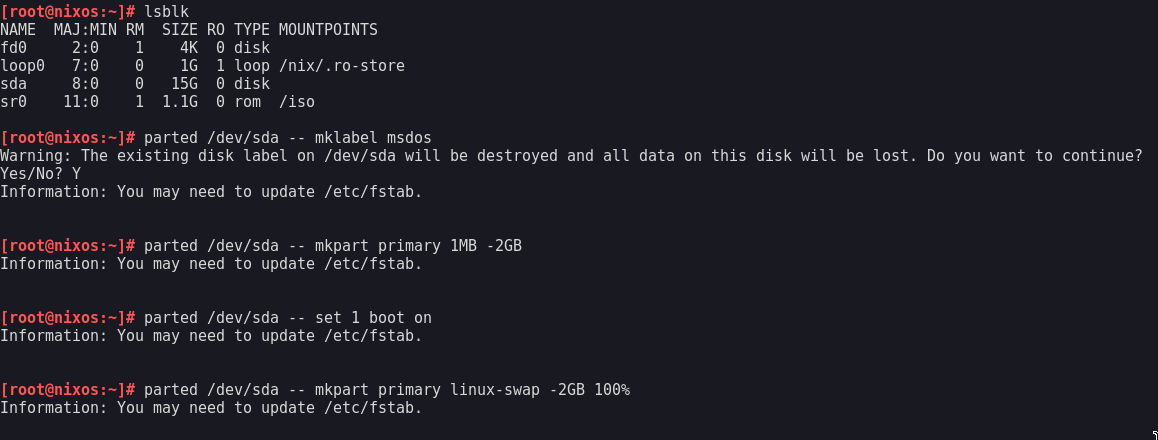 [root@nixos:~]# lsblk
NAME  MAJ:MIN RM  SIZE RO TYPE MOUNTPOINTS
fd0     2:0    1    4K  0 disk
loop0   7:0    0    1G  1 loop /nix/.ro-store
sda     8:0    0   15G  0 disk
sr0    11:0    1  1.1G  0 rom  /iso
[root@nixos:~]# parted /dev/sda -- mklabel msdos
Warning: The existing disk label on /dev/sda will be destroyed and all data on this disk will be lost. Do you want to continue?
Yes/No? Y
Information: You may need to update /etc/fstab.
[root@nixos:~]# parted /dev/sda -- mkpart primary 1MB -2GB
Information: You may need to update /etc/fstab.
[root@nixos:~]# parted /dev/sda -- set 1 boot on
Information: You may need to update /etc/fstab.
[root@nixos:~]# parted /dev/sda -- mkpart primary linux-swap -2GB 100%
Information: You may need to update /etc/fstab.